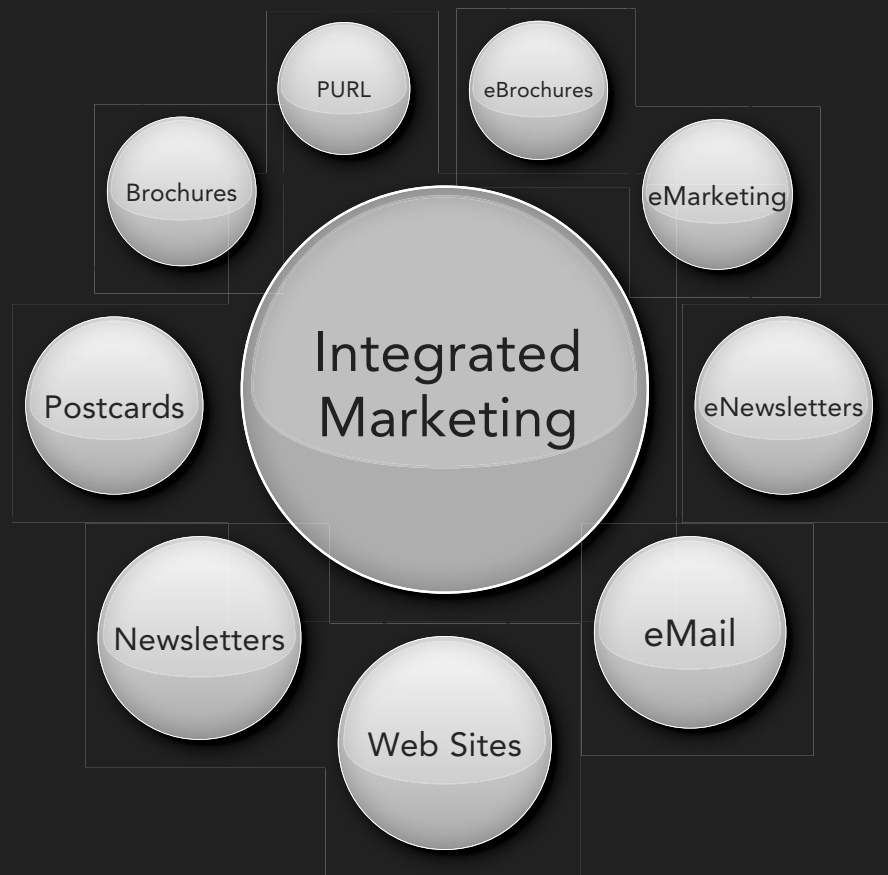 PURL
eBrochures
Brochures
eMarketing
Integrated
Marketing
Postcards
eNewsletters
Newsletters
eMail
Web Sites